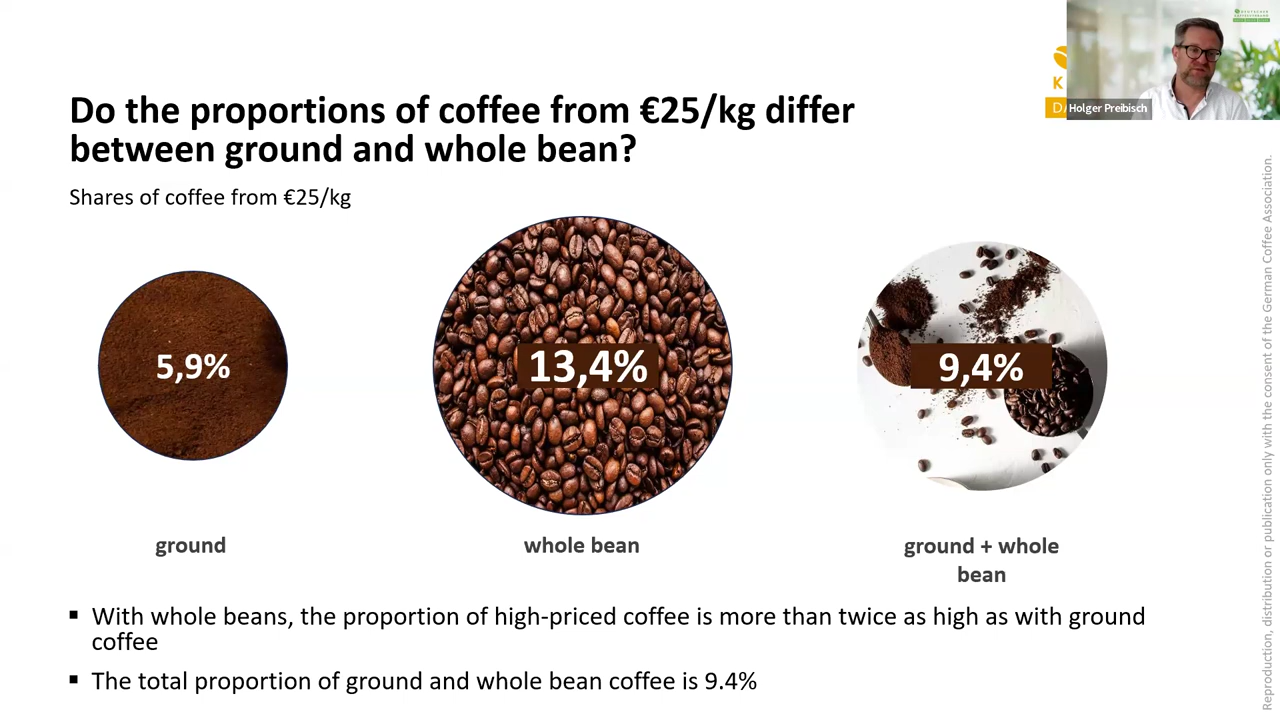 Do the proportions of coffee from €25/kg differ
between ground and whole bean?
Shares of coffee from €25/kg
5,9%
13,4%
9,4%
ground
whole bean
ground + whole
bean
▪ With whole beans, the proportion of high-priced coffee is more than twice as high as with ground
coffee
▪ The total proportion of ground and whole bean coffee is 9.4%
K
Holger Preibisch
Reproduction, distribution or publication only with the consent of the German Coffee Association.